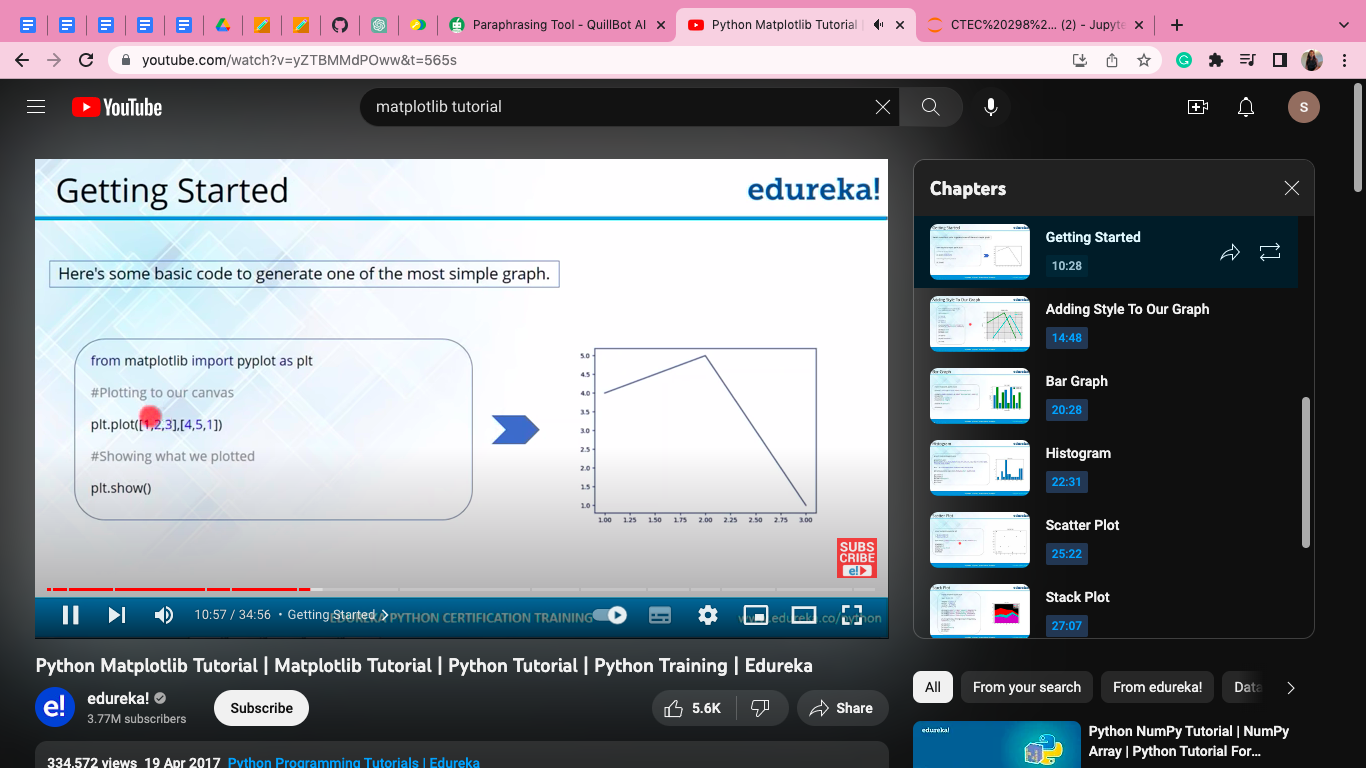 Paraphrasing Tool - QuillBot AI
Python Matplotlib Tutorial |
CTEC%20298%2... (2) - Jupyte
youtube.com/watch?v=yZTBMMdPOww&t=565s
YouTube
matplotlib tutorial
S
Getting Started
edureka!
Here's some basic code to generate one of the most simple graph.
from matplotlib import pyplot as plt
#Plotting to our canvas
plt.plot([1,2,3],[4,5,1])
#Showing what we plotted
plt.show()
5.0
4.5
4.0
3.5
3.0
2.5
2.0
1.5
1.0
1.00 1.25 1.50 1.75 2.00 2.25 2.50 2.75 3.00
SUBS
CRIBE
e!
10:57 / 34:56 • Getting Started
PYTHON CERTIFICATION TRAINING
www.edureka.co/python
Chapters
Getting Started
10:28
Adding Style To Our Graph
14:48
Bar Graph
20:28
Histogram
22:31
Scatter Plot
25:22
Stack Plot
27:07
Python Matplotlib Tutorial | Matplotlib Tutorial | Python Tutorial | Python Training | Edureka
e!
edureka!
3.77M subscribers
Subscribe
5.6K
Share
334,572 views 19 Apr 2017 Python Programming Tutorials | Edureka
All
From your search
From edureka!
Data
edureka!
Python NumPy Tutorial | NumPy
Array | Python Tutorial For...